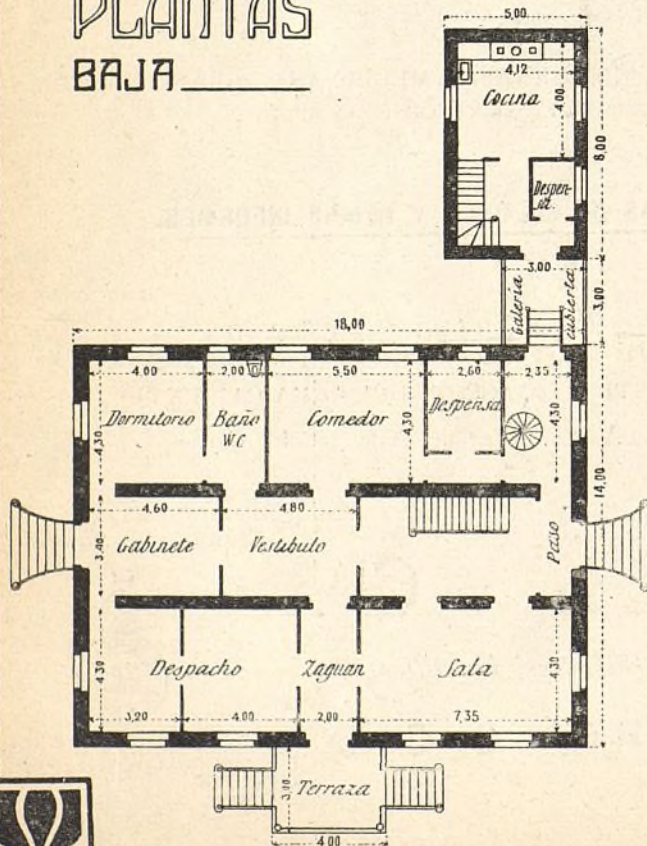 PLANTAS
BAJA
5,00
4,12
Cocina
4,00
8,00
Despen-
sa.
3,00
Galeria
cubierta
3,00
18,00
4,00
2,00
5,50
2,60
2,35
Dormitorio
Baño
WC
Comedor
Despensa
4,30
4,30
4,30
14,00
4,60
4,80
Gabinete
Vestibulo
Paso
3,40
Despacho
Zaguan
Sala
4,30
4,30
3,20
4,00
2,00
7,35
Terraza
3,00
4,00